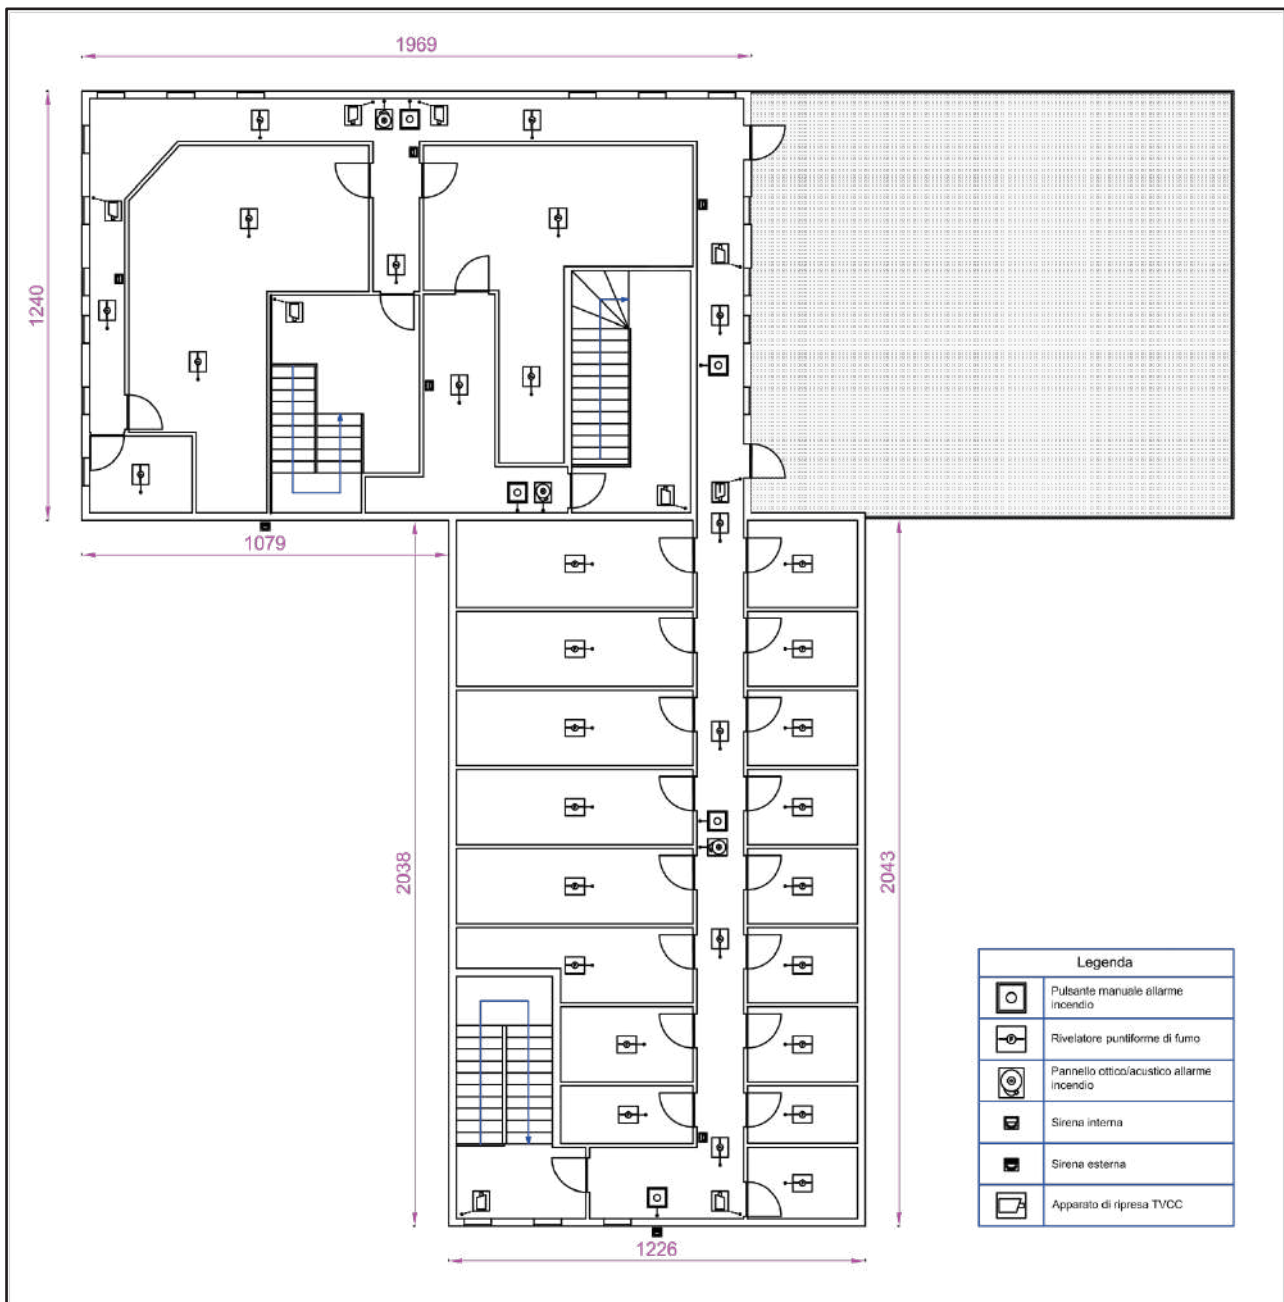 1969
1240
1079
2038
2043
1226
Legenda
Pulsante manuale allarme
incendio
Rivelatore puntiforme di fumo
Pannello ottico/acustico allarme
incendio
Sirena interna
Sirena esterna
Apparato di ripresa TVCC